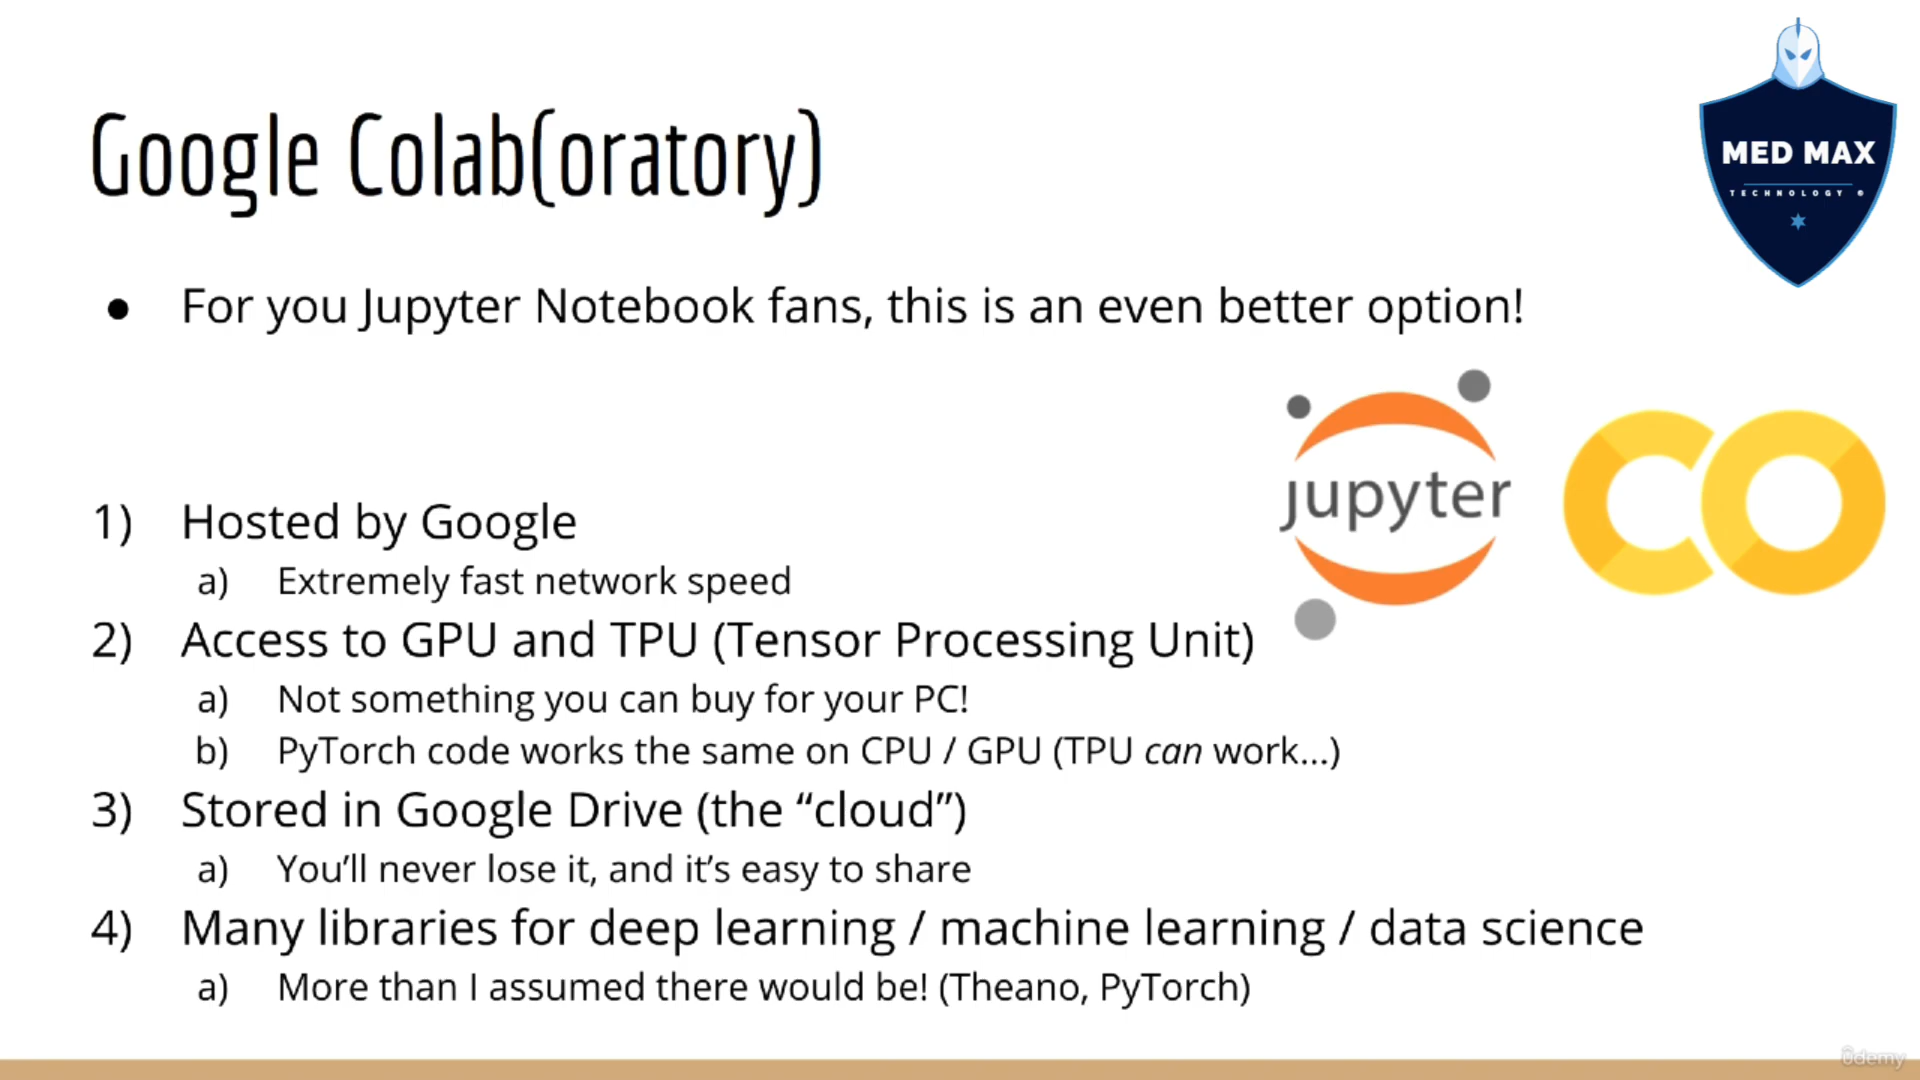 MED MAX
TECHNOLOGY ®
Google Colab(oratory)
● For you Jupyter Notebook fans, this is an even better option!
jupyter
CO
1) Hosted by Google
a) Extremely fast network speed
2) Access to GPU and TPU (Tensor Processing Unit)
a) Not something you can buy for your PC!
b) PyTorch code works the same on CPU / GPU (TPU can work...)
3) Stored in Google Drive (the “cloud”)
a) You’ll never lose it, and it’s easy to share
4) Many libraries for deep learning / machine learning / data science
a) More than I assumed there would be! (Theano, PyTorch)
ûdemy